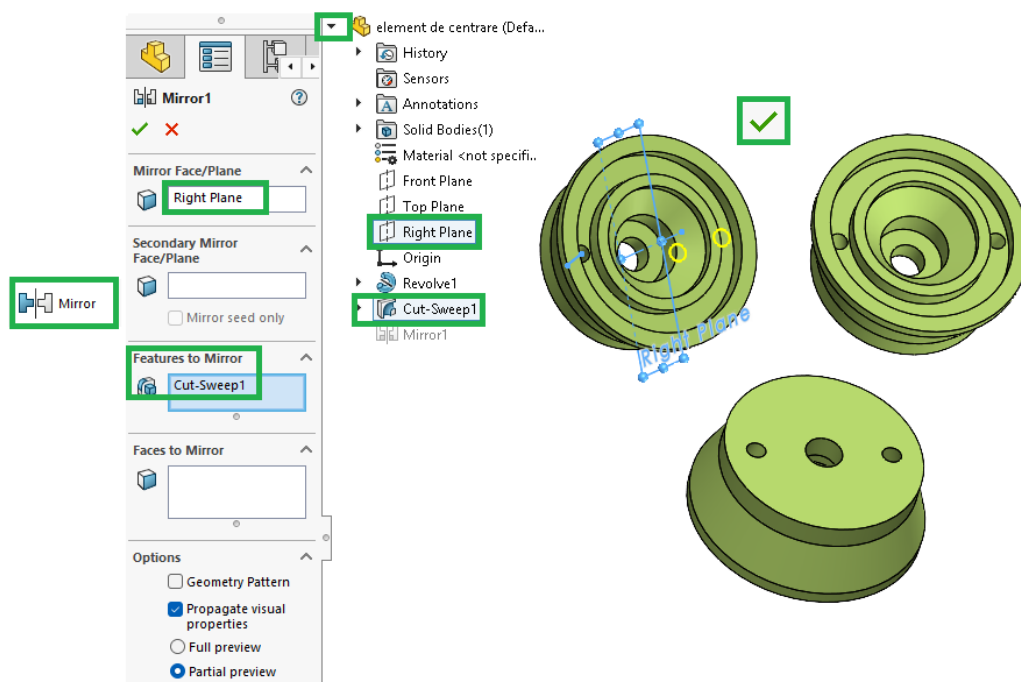 Mirror
Mirror1
Mirror Face/Plane
Right Plane
Secondary Mirror
Face/Plane
Mirror seed only
Features to Mirror
Cut-Sweep1
Faces to Mirror
Options
Geometry Pattern
Propagate visual
properties
Full preview
Partial preview
element de centrare (Defa...
History
Sensors
A Annotations
Solid Bodies(1)
Material <not specifi..
Front Plane
Top Plane
Right Plane
Origin
Revolve1
Cut-Sweep1
Mirror1
Right Plane